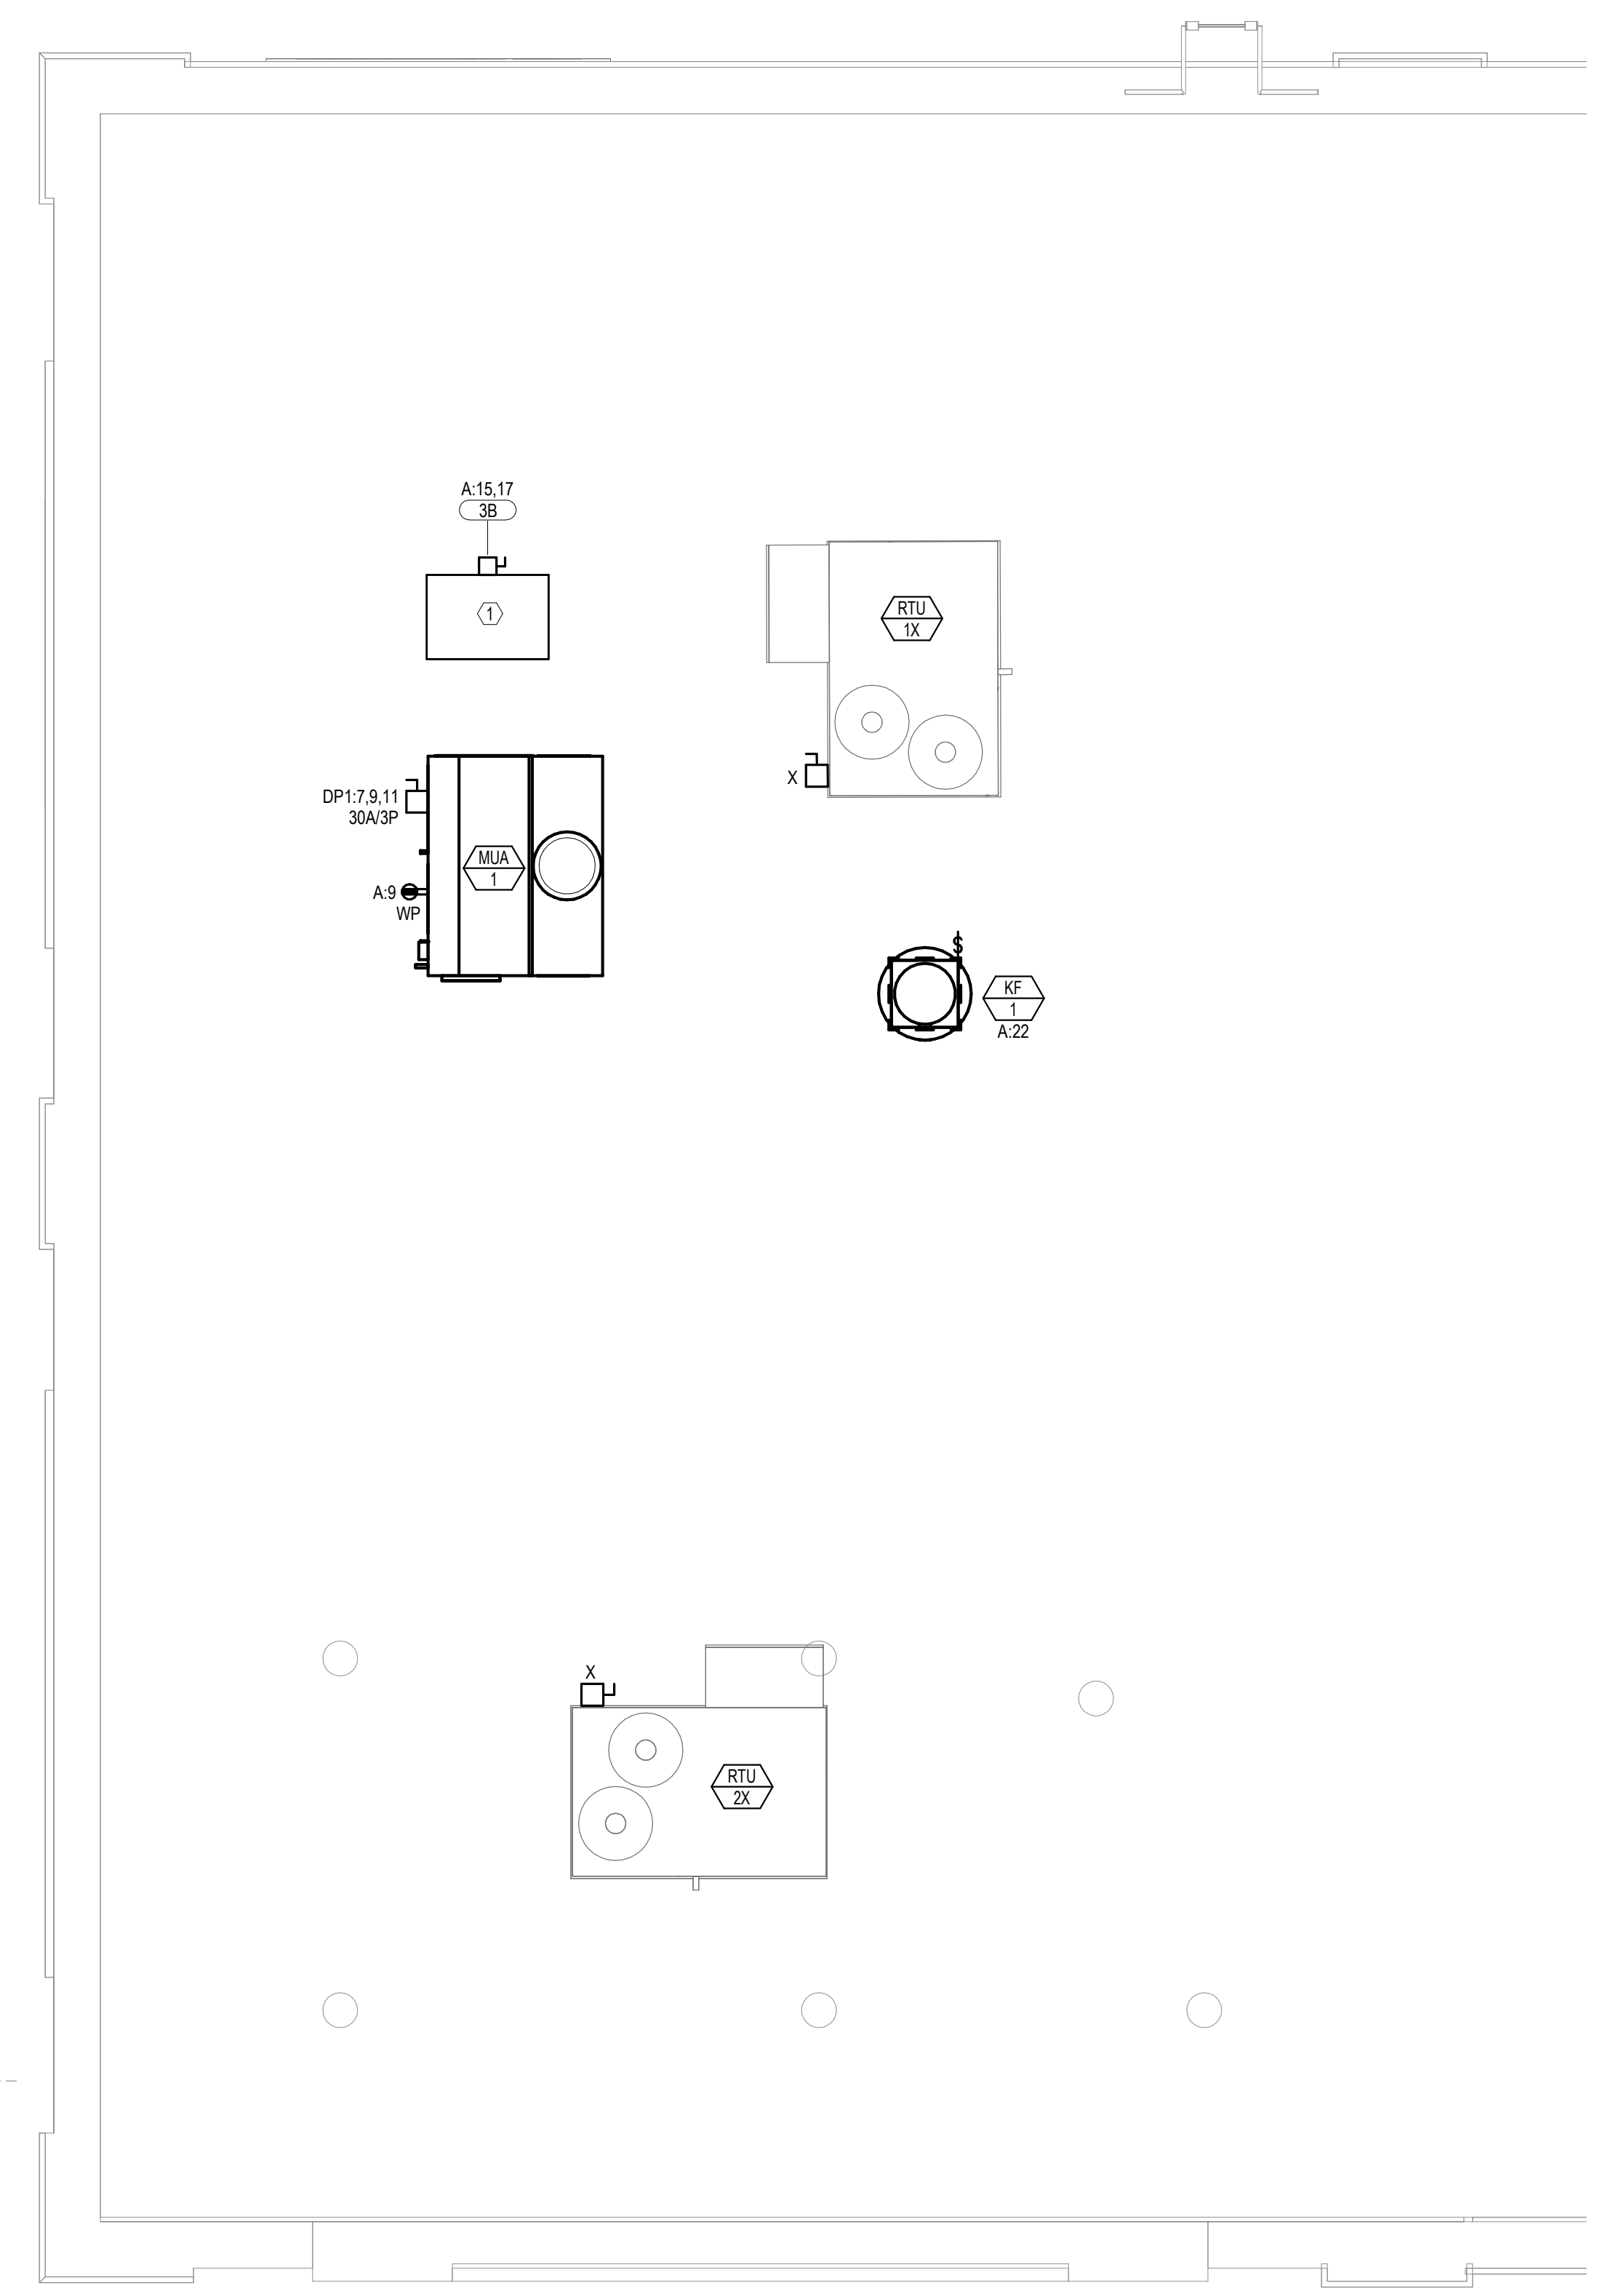 A:15,17
3B
1
RTU
1X
X
DP1:7,9,11
30A/3P
MUA
1
A:9
WP
$
KF
1
A:22
X
RTU
2X